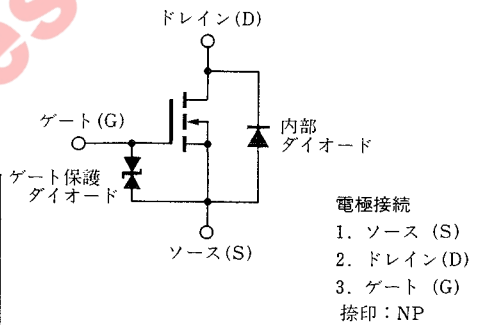 ドレイン(D)
ゲート(G)
内部
ダイオード
ゲート保護
ダイオード
ソース(S)
電極接続
1. ソース (S)
2. ドレイン(D)
3. ゲート (G)
捺印：NP
es